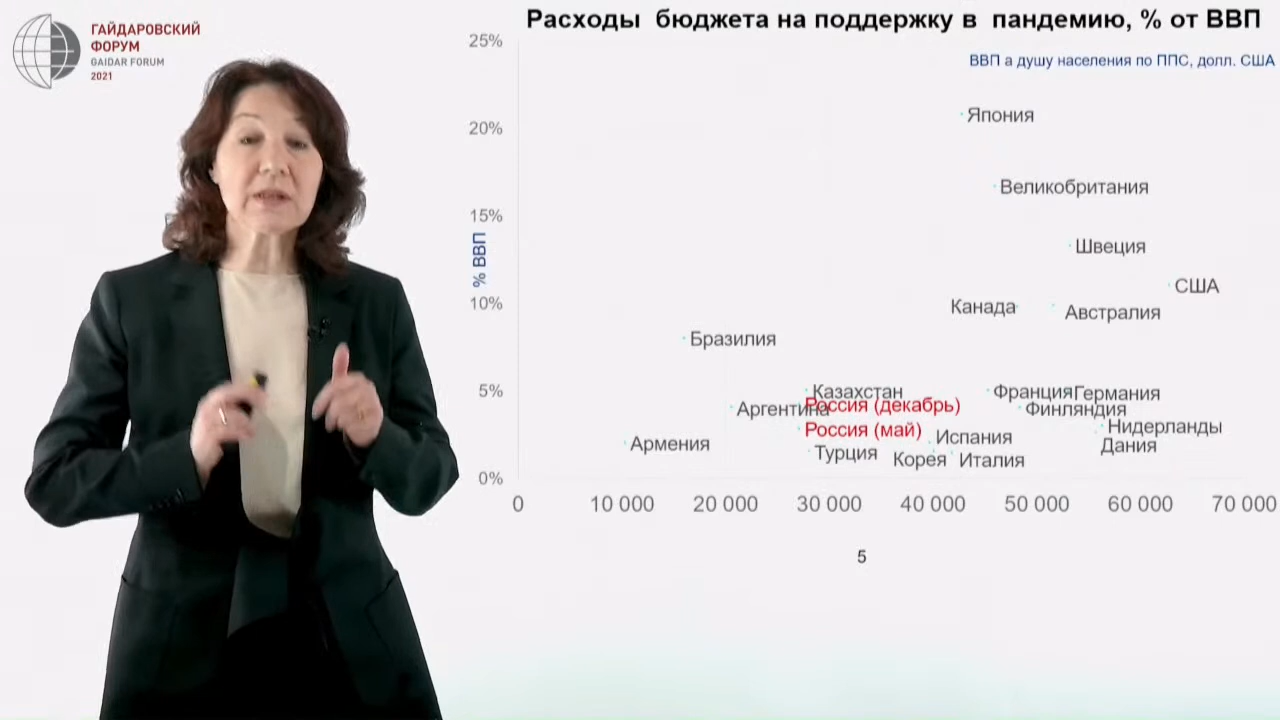 ГАЙДАРОВСКИЙ
ФОРУМ
GAIDAR FORUM
2021
Расходы бюджета на поддержку в пандемию, % от ВВП
ВВП а душу населения по ППС, долл. США
25%
20%
15%
10%
5%
0%
% ВВП
Япония
Великобритания
Швеция
США
Канада
Австралия
Бразилия
Казахстан
Франция
Германия
Россия (декабрь)
Аргентина
Финляндия
Россия (май)
Нидерланды
Испания
Армения
Дания
Турция
Корея
Италия
0 10 000 20 000 30 000 40 000 50 000 60 000 70 000
5